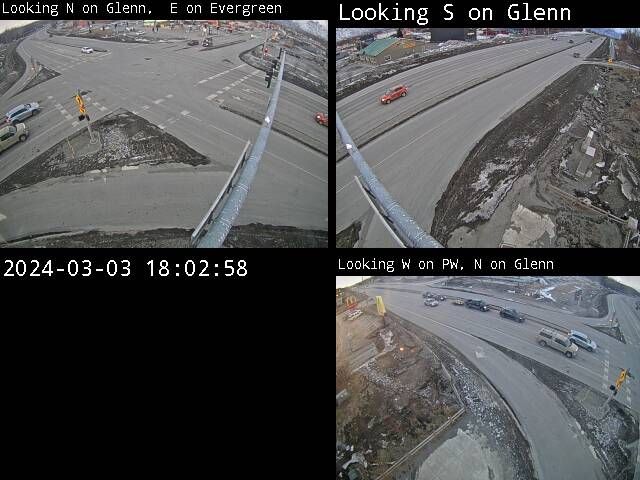 Looking N on Glenn,  E on Evergreen
Looking S on Glenn
2024-03-03 18:02:58
Looking W on PW, N on Glenn